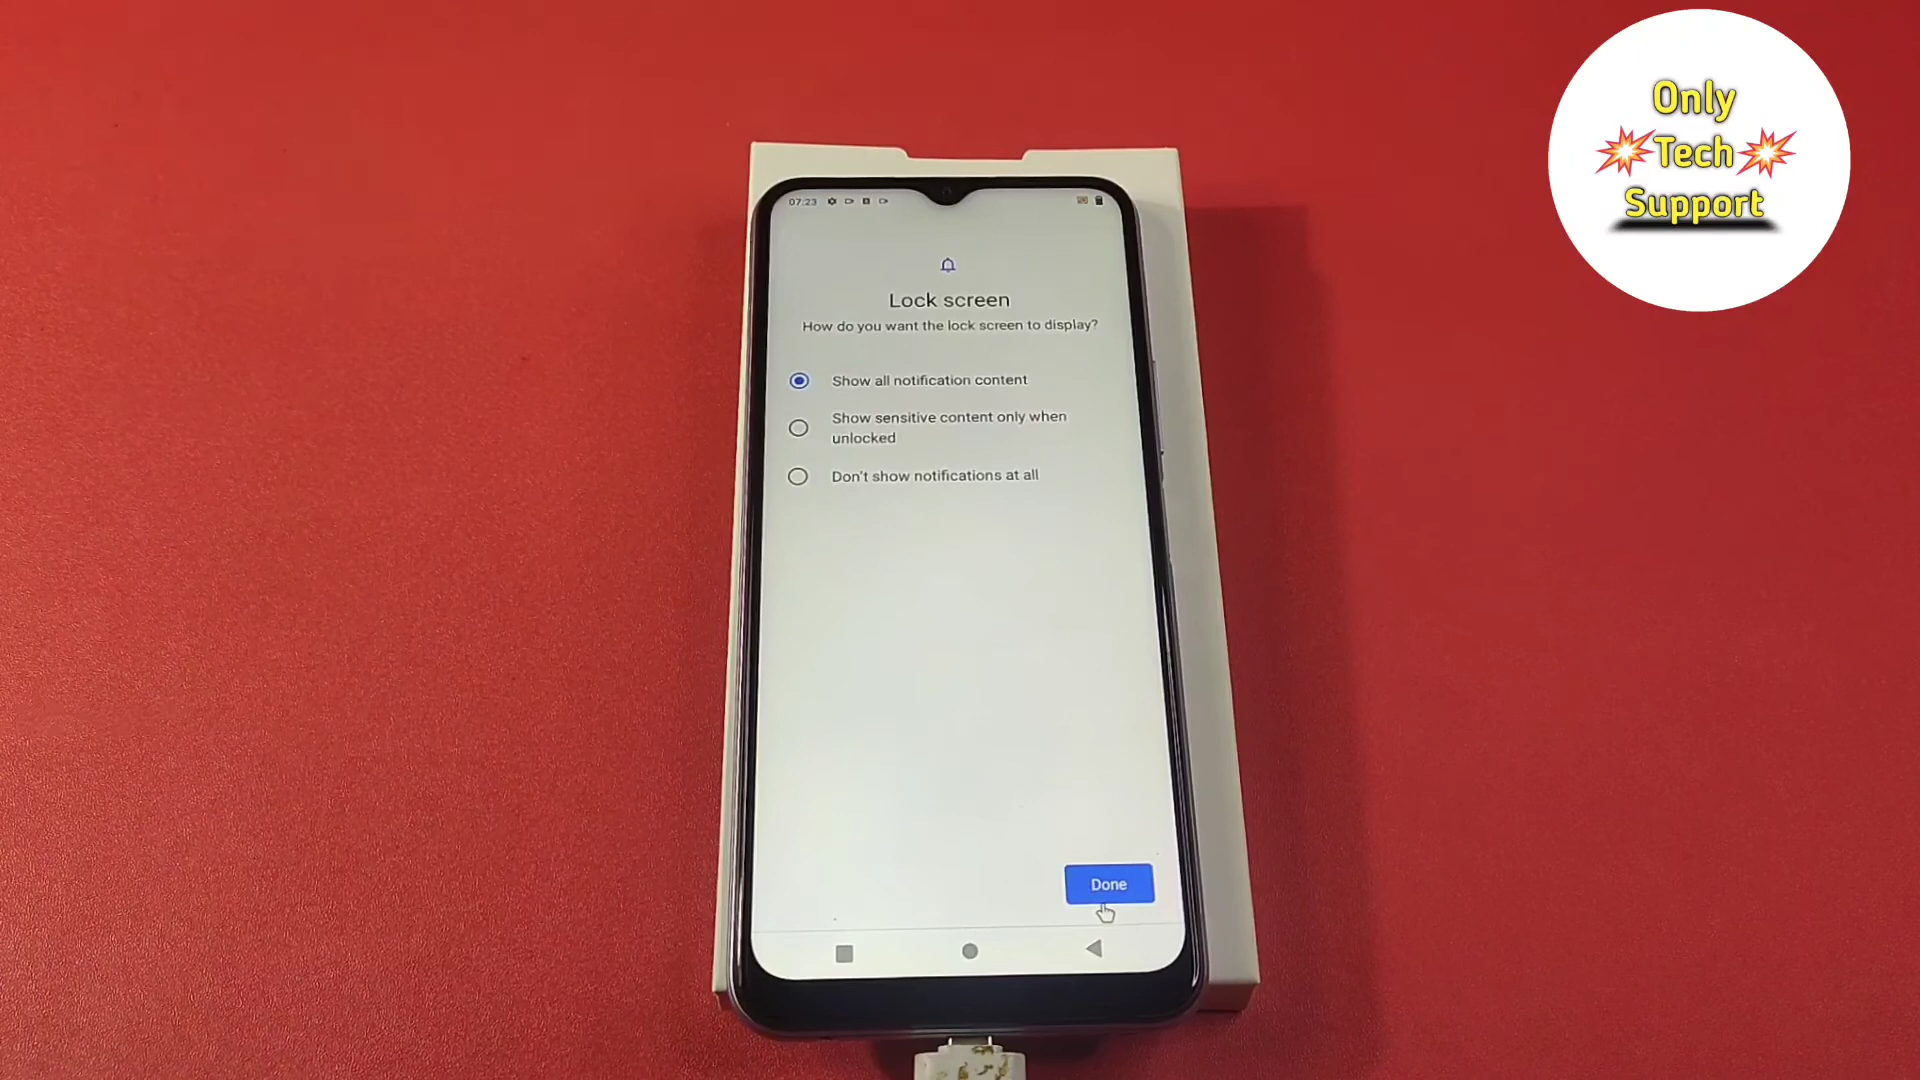 Only
Tech
Support
07:23
Lock screen
How do you want the lock screen to display?
Show all notification content
Show sensitive content only when
unlocked
Don't show notifications at all
Done